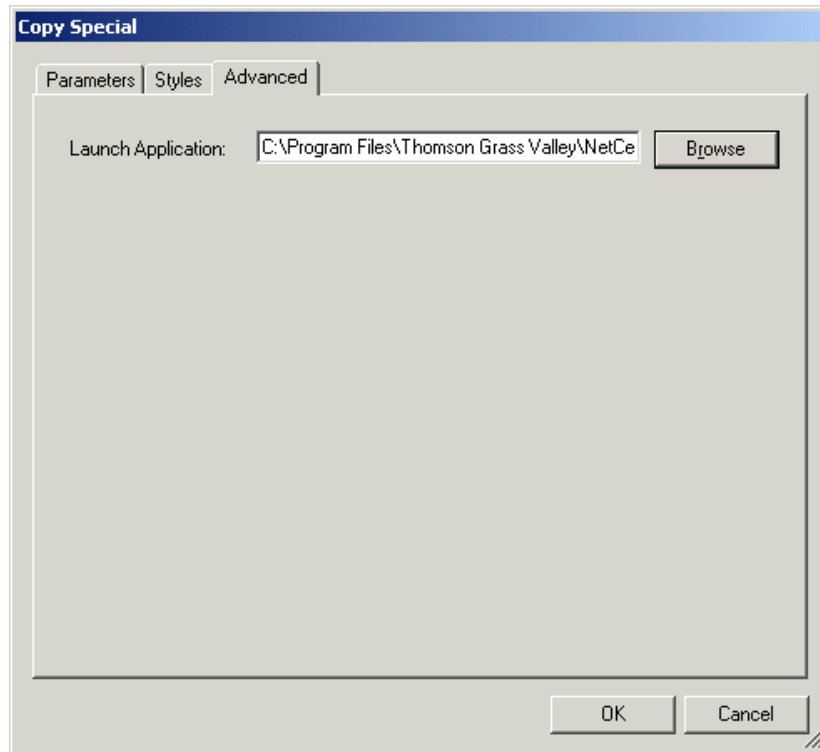 Copy Special
Parameters Styles Advanced
Launch Application: C:\Program Files\Thomson Grass Valley\NetCe Browse
OK Cancel